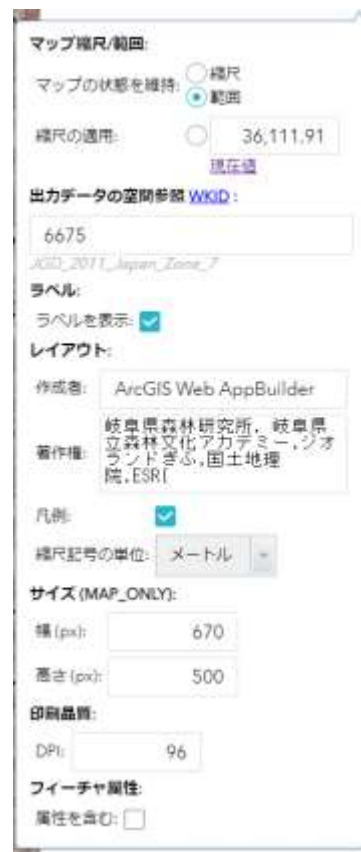 マップ縮尺/範囲:
マップの状態を維持: 縮尺
範囲
縮尺の適用: 36,111.91
現在値
出力データの空間参照 WKID :
6675
JGD_2011_Japan_Zone_7
ラベル:
ラベルを表示:
レイアウト:
作成者: ArcGIS Web AppBuilder
著作権: 岐阜県森林研究所, 岐阜県
立森林文化アカデミー,ジオ
ランドぎふ,国土地理
院,ESRI
凡例:
縮尺記号の単位: メートル
サイズ (MAP_ONLY):
幅 (px): 670
高さ (px): 500
印刷品質:
DPI: 96
フィーチャ属性:
属性を含む: